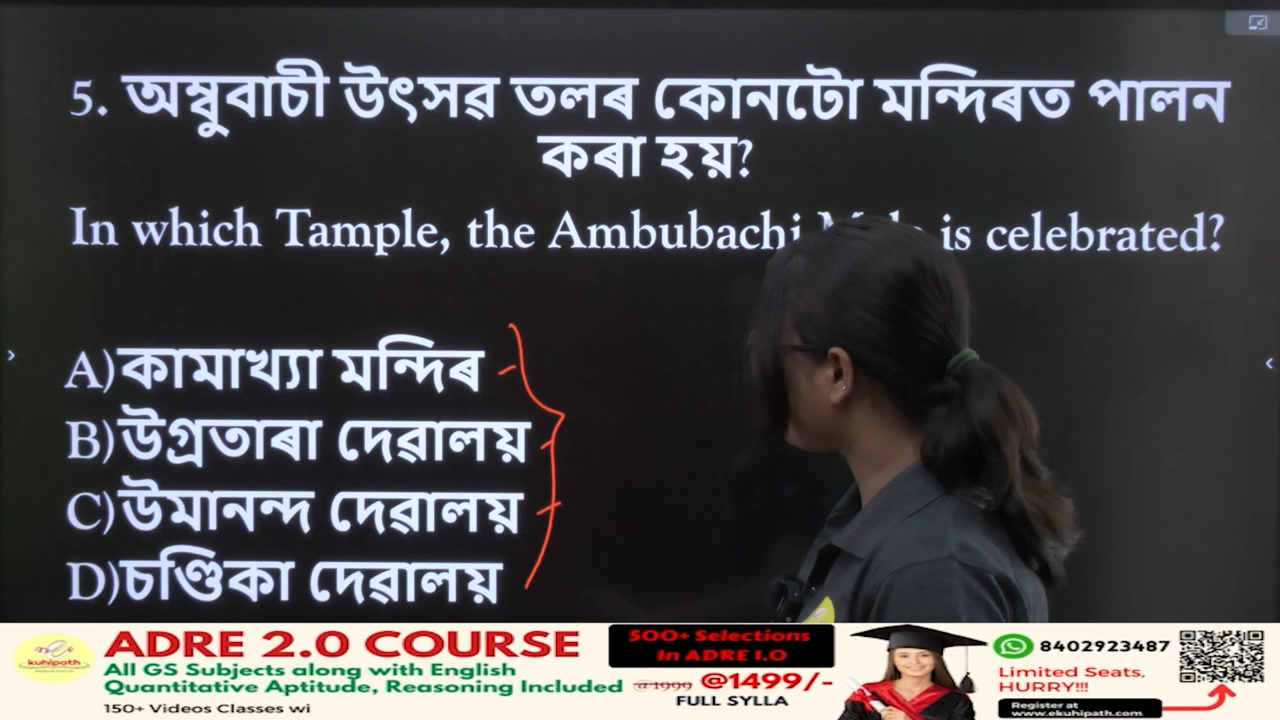 5. অম্বুবাচী উৎসৱ তলৰ কোনটো মন্দিৰত পালন
কৰা হয়?
In which Tample, the Ambubachi is celebrated?
A)কামাখ্যা মন্দিৰ
B)উগ্ৰতাৰা দেৱালয়
C)উমানন্দ দেৱালয়
D)চণ্ডিকা দেৱালয়
kuhipath
ADRE 2.0 COURSE
All GS Subjects along with English
Quantitative Aptitude, Reasoning Included
150+ Videos Classes wi
500+ Selections
In ADRE 1.0
@1999 @1499/-
FULL SYLLA
8402923487
Limited Seats,
HURRY!!!
Register at
www.ekuhipath.com